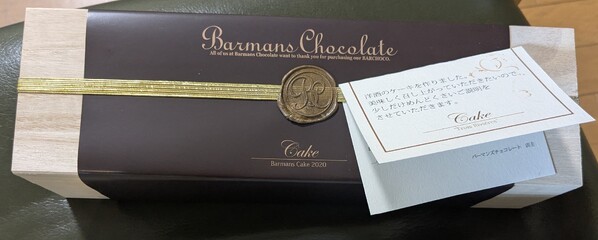 Barmans Chocolate
All of us at Barmans Chocolate want to thank you for purchasing our BARCHOCO.
Cake
Barmans Cake 2020
洋酒のケーキを作りました。
美味しく召し上がっていただきたいので、
少しだけめんどくさいご説明を
させていただきます。
Cake
バーマンズチョコレート 店主